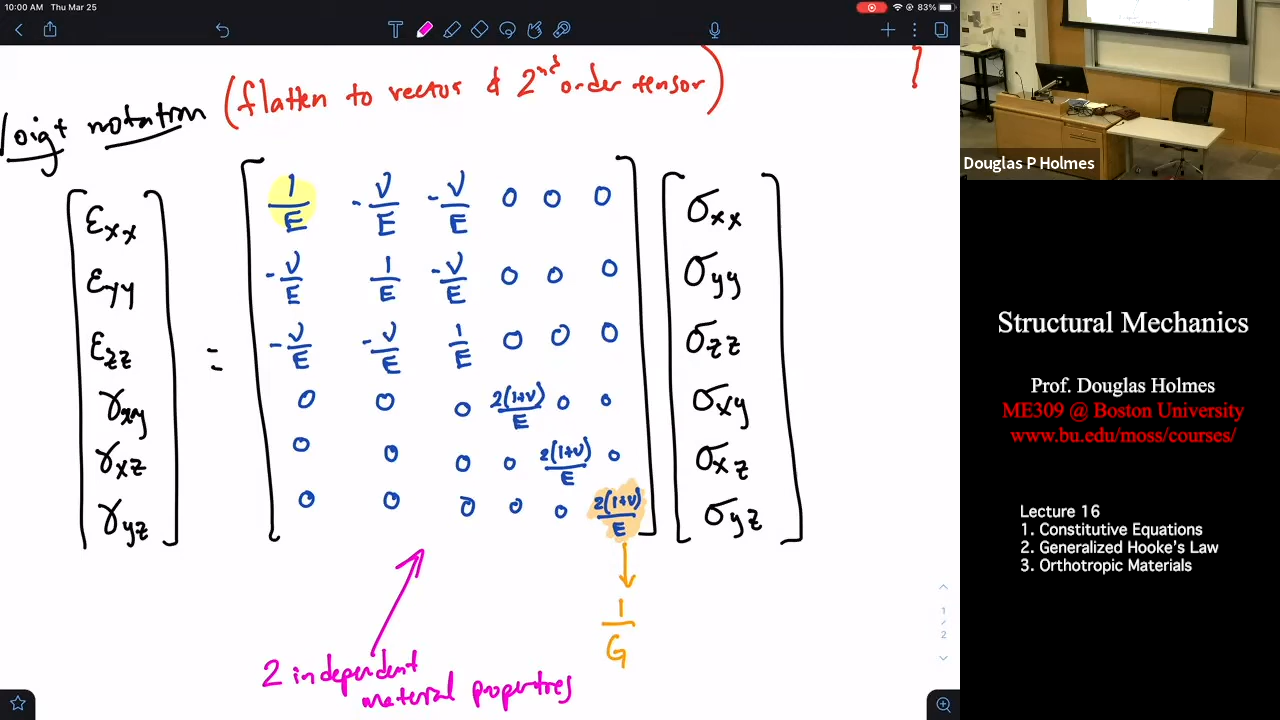 10:00 AM Thu Mar 25
83%
(flatten to vector & 2nd order tensor)
Voigt notation
εxx 1/E -ν/E -ν/E 0 0 0 σxx
εyy -ν/E 1/E -ν/E 0 0 0 σyy
εzz = -ν/E -ν/E 1/E 0 0 0 σzz
γxy 0 0 0 2(1+ν)/E 0 0 σxy
γxz 0 0 0 0 2(1+ν)/E 0 σxz
γyz 0 0 0 0 0 2(1+ν)/E σyz
1/G
2 independent
material properties
1/2
Douglas P Holmes
Structural Mechanics
Prof. Douglas Holmes
ME309 @ Boston University
www.bu.edu/moss/courses/
Lecture 16
1. Constitutive Equations
2. Generalized Hooke's Law
3. Orthotropic Materials